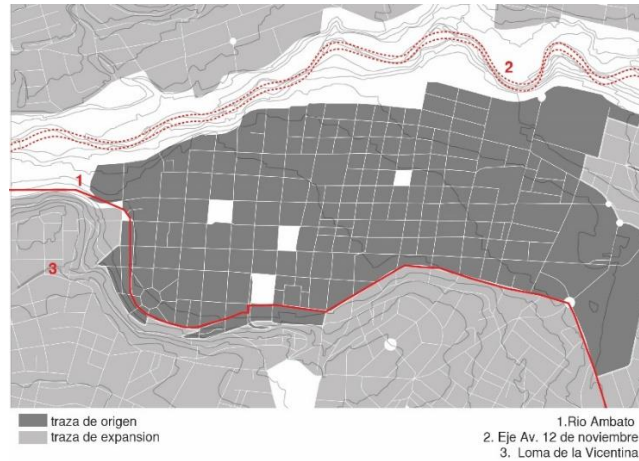 2
1
3
traza de origen
traza de expansion
1.Rio Ambato
2. Eje Av. 12 de noviembre
3. Loma de la Vicentina